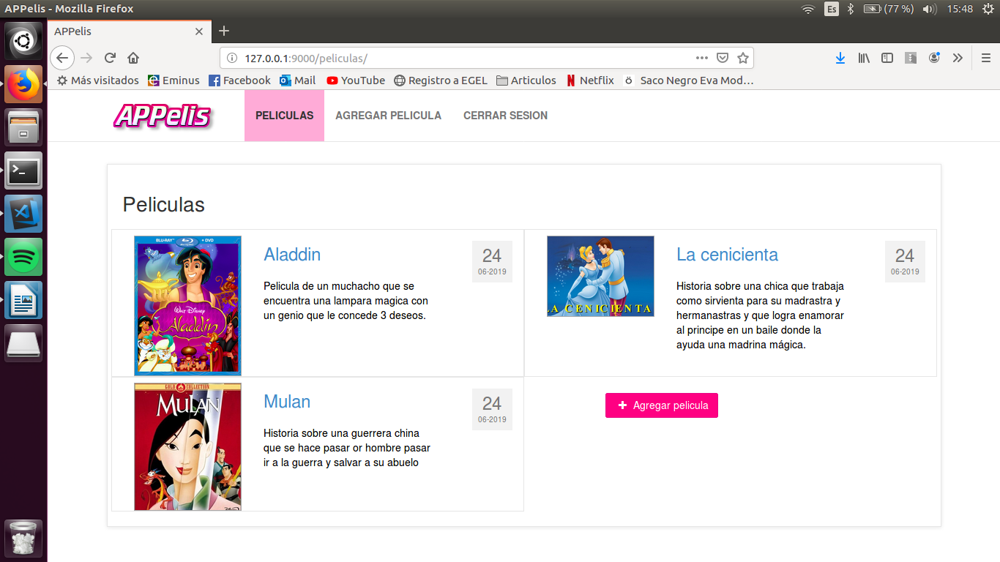 APPelis - Mozilla Firefox
Es
(77 %)
15:48
APPelis
127.0.0.1:9000/peliculas/
Más visitados
Eminus
Facebook
Mail
YouTube
Registro a EGEL
Articulos
Netflix
Saco Negro Eva Mod…
APPelis
PELICULAS
AGREGAR PELICULA
CERRAR SESION
Peliculas
BLU-RAY
+ DVD
WALT DISNEY
Aladdin
Aladdin
Pelicula de un muchacho que se
encuentra una lampara magica con
un genio que le concede 3 deseos.
24
06-2019
LA CENICIENTA
La cenicienta
Historia sobre una chica que trabaja
como sirvienta para su madrastra y
hermanastras y que logra enamorar
al principe en un baile donde la
ayuda una madrina mágica.
24
06-2019
GOLD COLLECTION
MULAN
Mulan
Historia sobre una guerrera china
que se hace pasar or hombre pasar
ir a la guerra y salvar a su abuelo
24
06-2019
Agregar pelicula